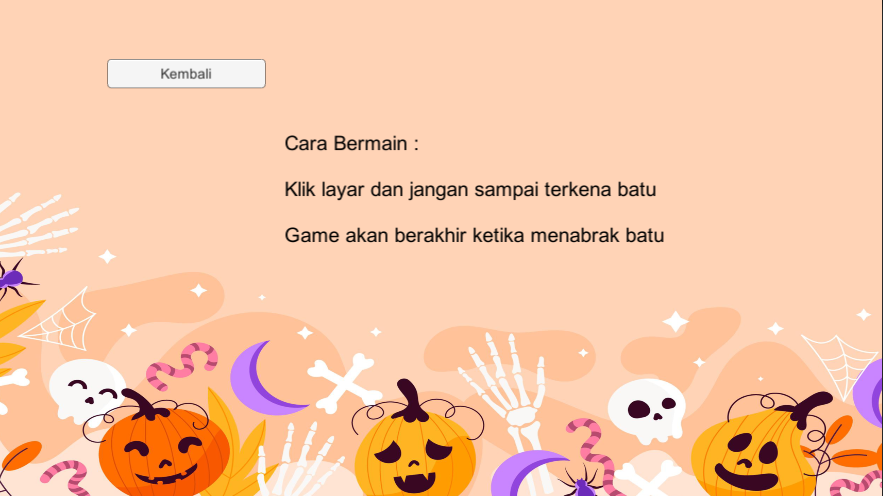 Kembali
Cara Bermain :
Klik layar dan jangan sampai terkena batu
Game akan berakhir ketika menabrak batu